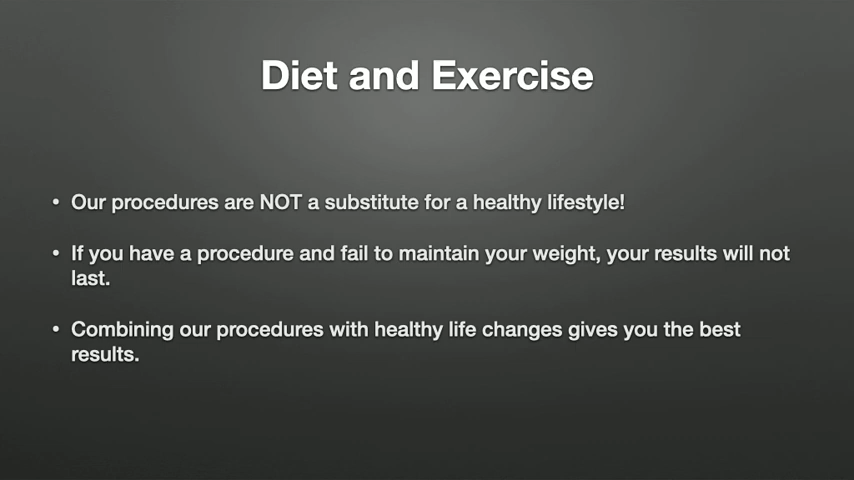 Diet and Exercise
• Our procedures are NOT a substitute for a healthy lifestyle!
• If you have a procedure and fail to maintain your weight, your results will not
last.
• Combining our procedures with healthy life changes gives you the best
results.